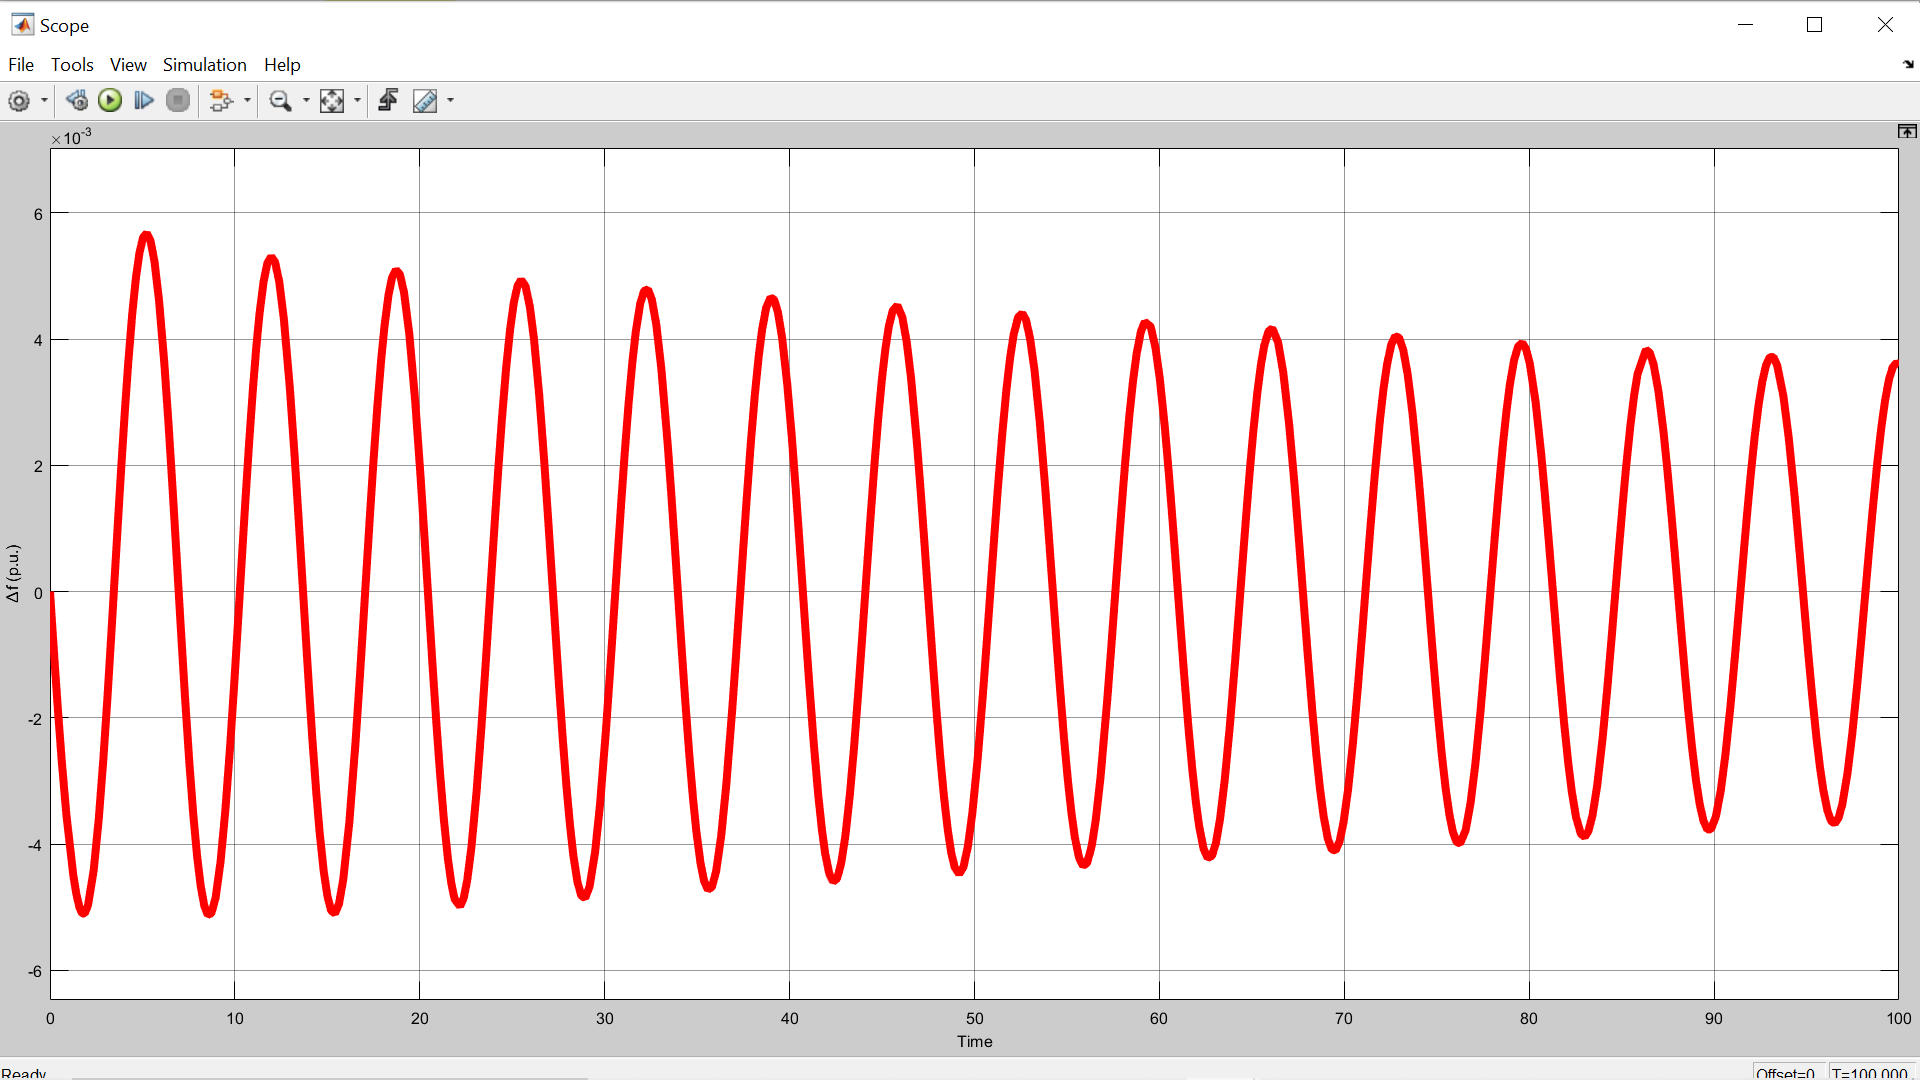 Scope
File Tools View Simulation Help
×10-3
6
4
2
0
-2
-4
-6
Δf (p.u.)
0 10 20 30 40 50 60 70 80 90 100
Time
Ready
Offset=0 T=100.000